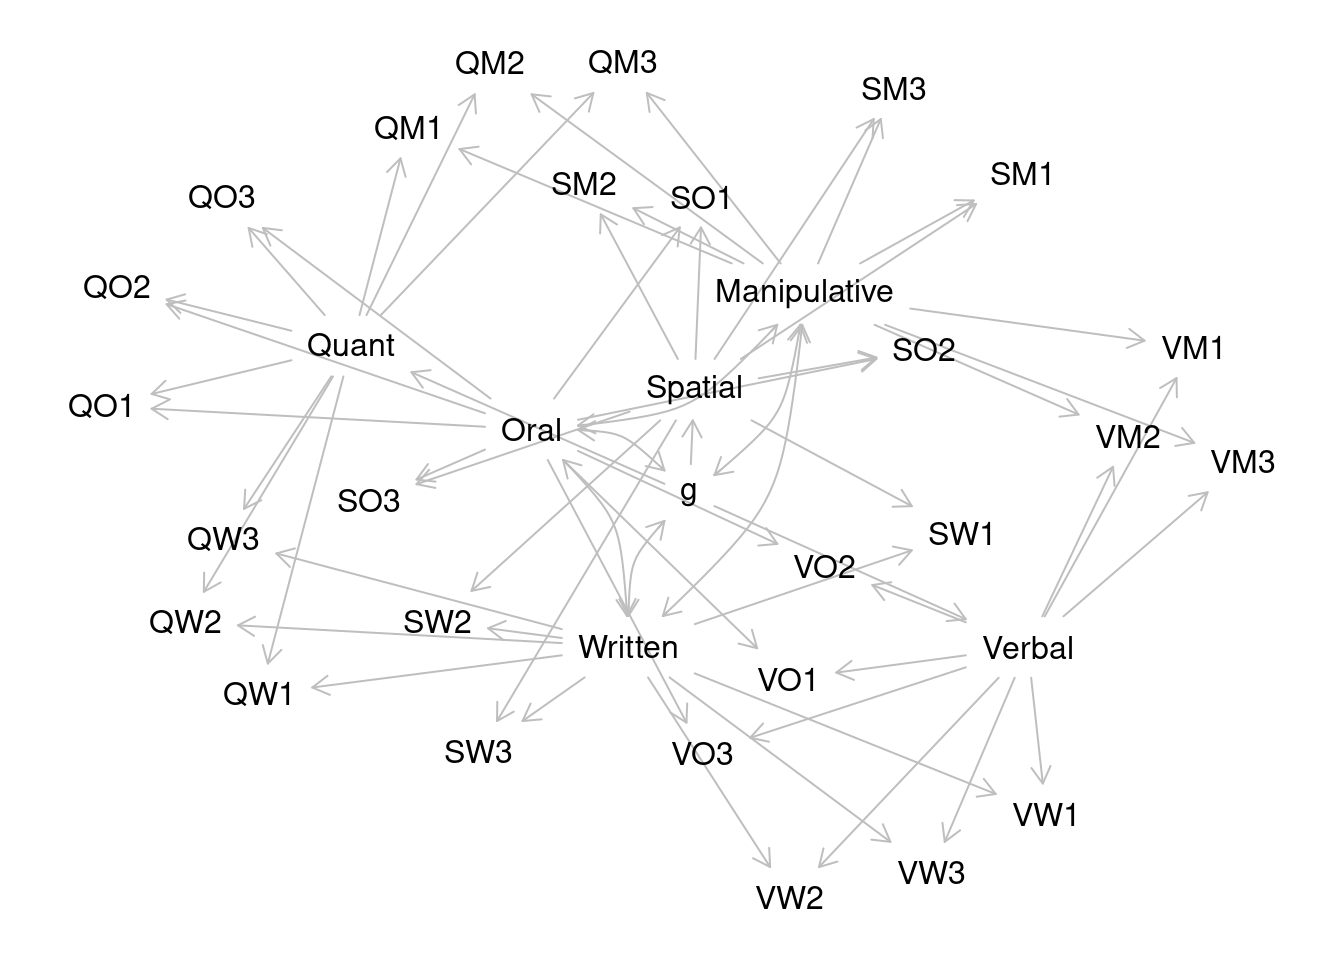 QM2
QM3
SM3
QM1
SM1
SM2
SO1
QO3
QO2
Manipulative
Quant
SO2
VM1
Spatial
QO1
Oral
VM2
VM3
SO3
g
QW3
SW1
VO2
QW2
SW2
Written
Verbal
VO1
QW1
SW3
VO3
VW1
VW3
VW2